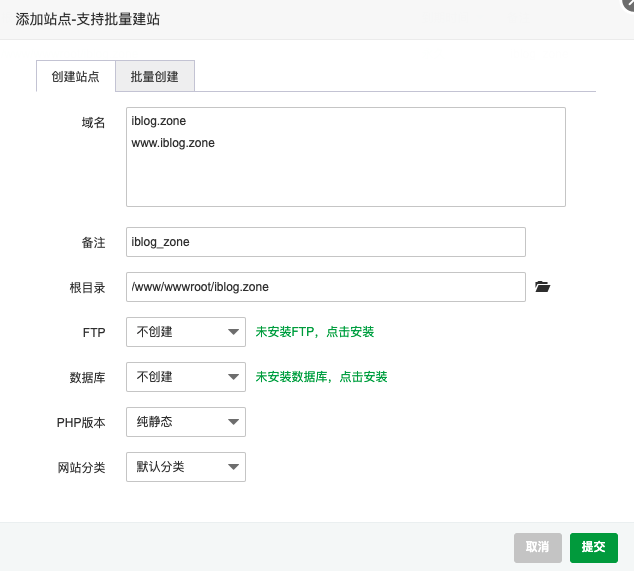 添加站点-支持批量建站
创建站点 批量创建
域名 iblog.zone
www.iblog.zone
备注 iblog_zone
根目录 /www/wwwroot/iblog.zone
FTP 不创建 未安装FTP，点击安装
数据库 不创建 未安装数据库，点击安装
PHP版本 纯静态
网站分类 默认分类
取消 提交